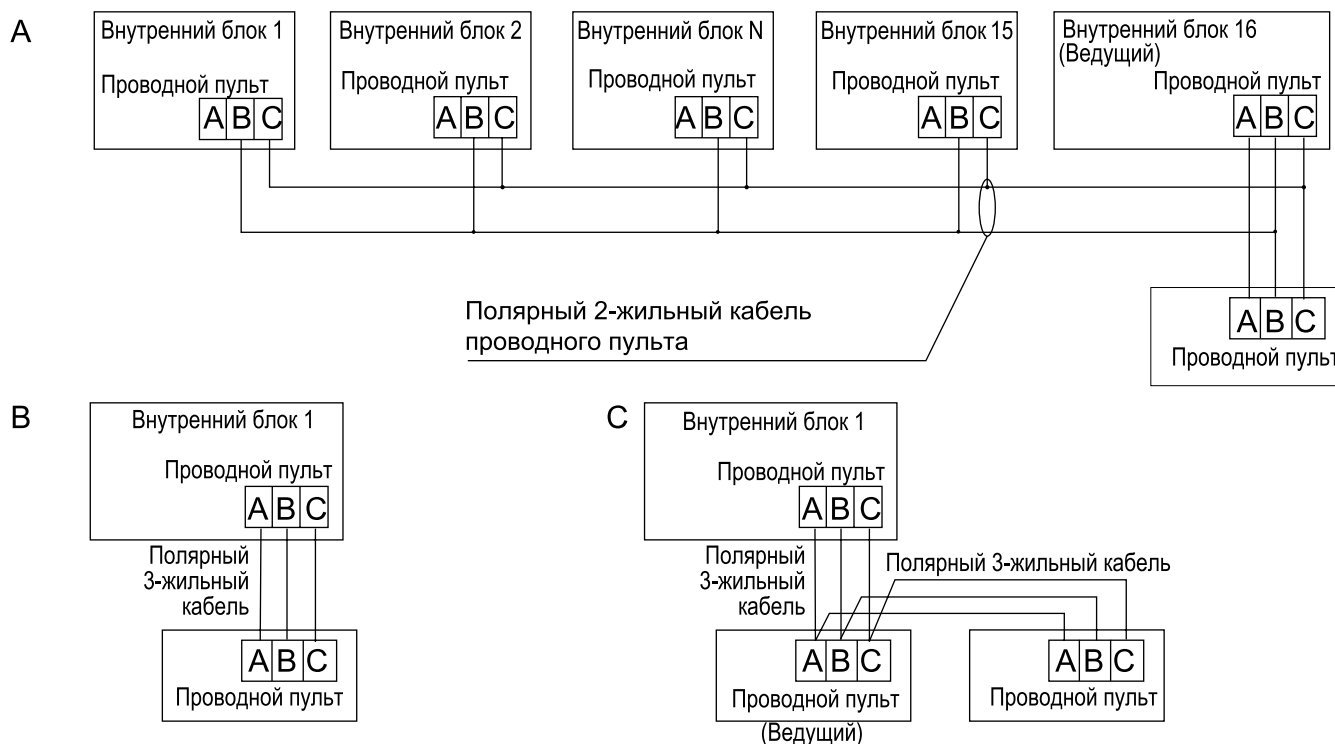 A
Внутренний блок 1
Проводной пульт
A B C
Внутренний блок 2
Проводной пульт
A B C
Внутренний блок N
Проводной пульт
A B C
Внутренний блок 15
Проводной пульт
A B C
Внутренний блок 16
(Ведущий)
Проводной пульт
A B C
Полярный 2-жильный кабель
проводного пульта
A B C
Проводной пульт
B
Внутренний блок 1
Проводной пульт
A B C
Полярный
3-жильный
кабель
A B C
Проводной пульт
C
Внутренний блок 1
Проводной пульт
A B C
Полярный
3-жильный
кабель
Полярный 3-жильный кабель
A B C
Проводной пульт
(Ведущий)
A B C
Проводной пульт